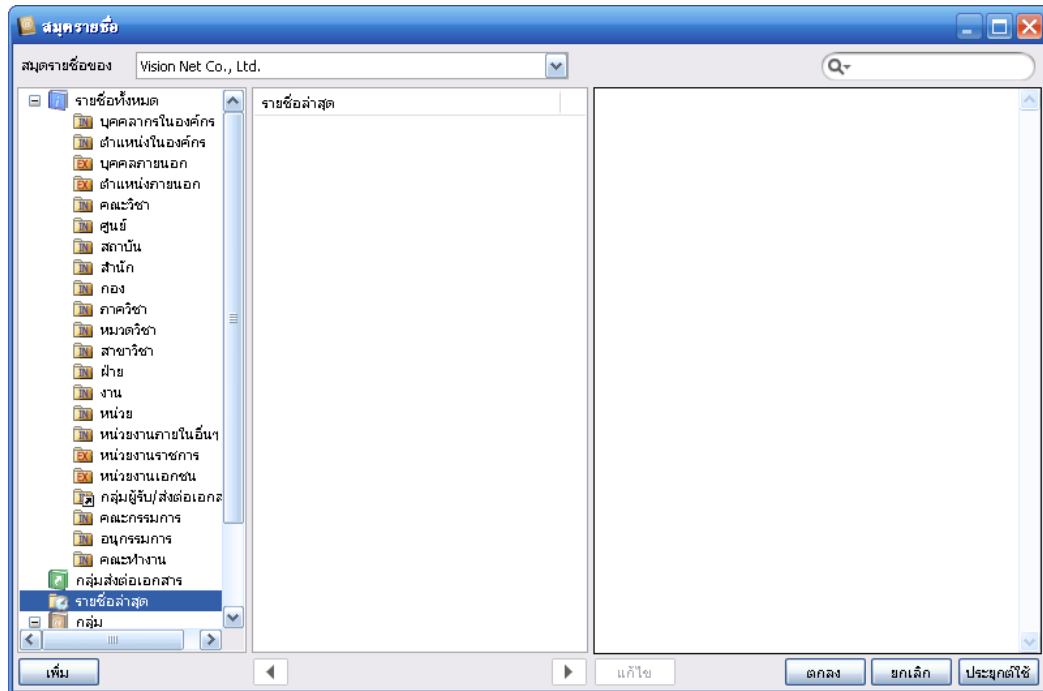 สมุดรายชื่อ
สมุดรายชื่อของ Vision Net Co., Ltd.
รายชื่อทั้งหมด
บุคคลากรในองค์กร
ตำแหน่งในองค์กร
บุคคลภายนอก
ตำแหน่งภายนอก
คณะวิชา
ศูนย์
สถาบัน
สำนัก
กอง
ภาควิชา
หมวดวิชา
สาขาวิชา
ฝ่าย
งาน
หน่วย
หน่วยงานภายในอื่นๆ
หน่วยงานราชการ
หน่วยงานเอกชน
กลุ่มผู้รับ/ส่งต่อเอกส
คณะกรรมการ
อนุกรรมการ
คณะทำงาน
กลุ่มส่งต่อเอกสาร
รายชื่อล่าสุด
กลุ่ม
รายชื่อล่าสุด
เพิ่ม แก้ไข ตกลง ยกเลิก ประยุกต์ใช้